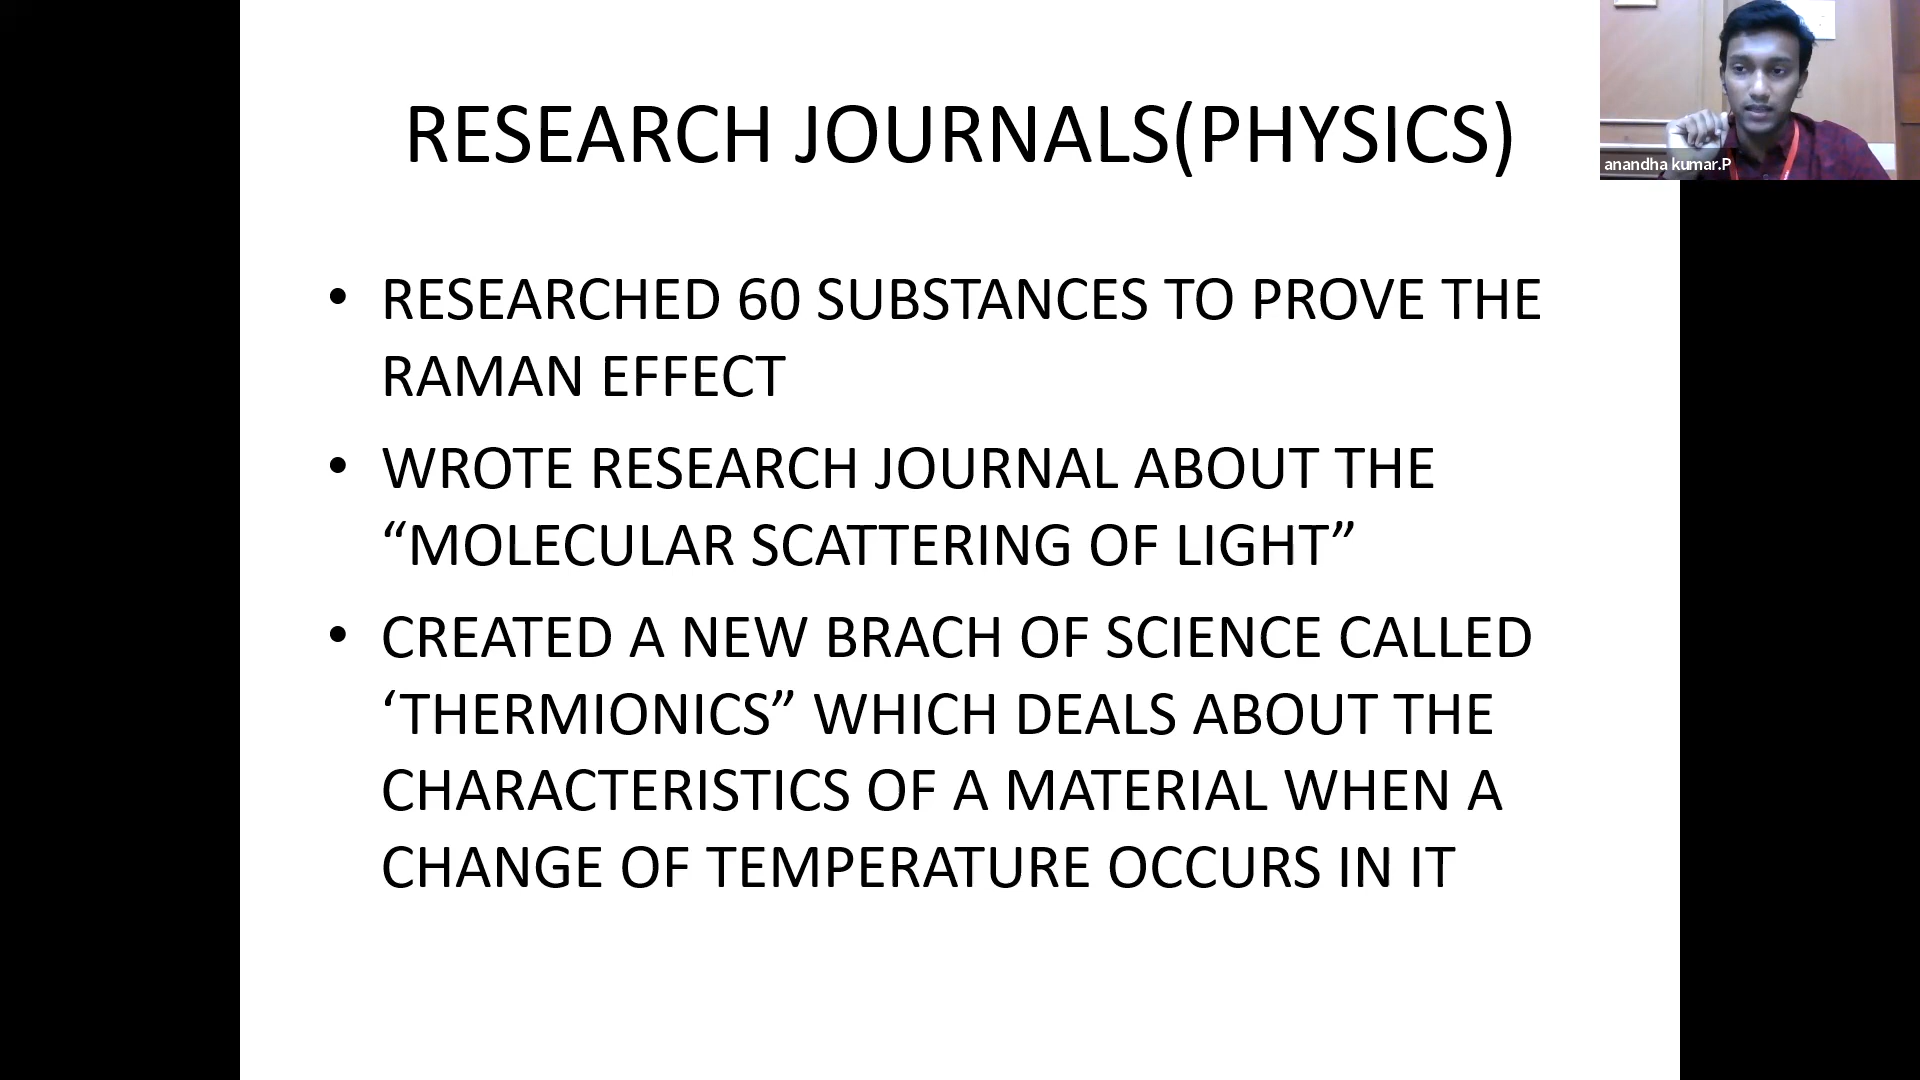 RESEARCH JOURNALS(PHYSICS)
anandha kumar.P
• RESEARCHED 60 SUBSTANCES TO PROVE THE
RAMAN EFFECT
• WROTE RESEARCH JOURNAL ABOUT THE
“MOLECULAR SCATTERING OF LIGHT”
• CREATED A NEW BRACH OF SCIENCE CALLED
‘THERMIONICS” WHICH DEALS ABOUT THE
CHARACTERISTICS OF A MATERIAL WHEN A
CHANGE OF TEMPERATURE OCCURS IN IT